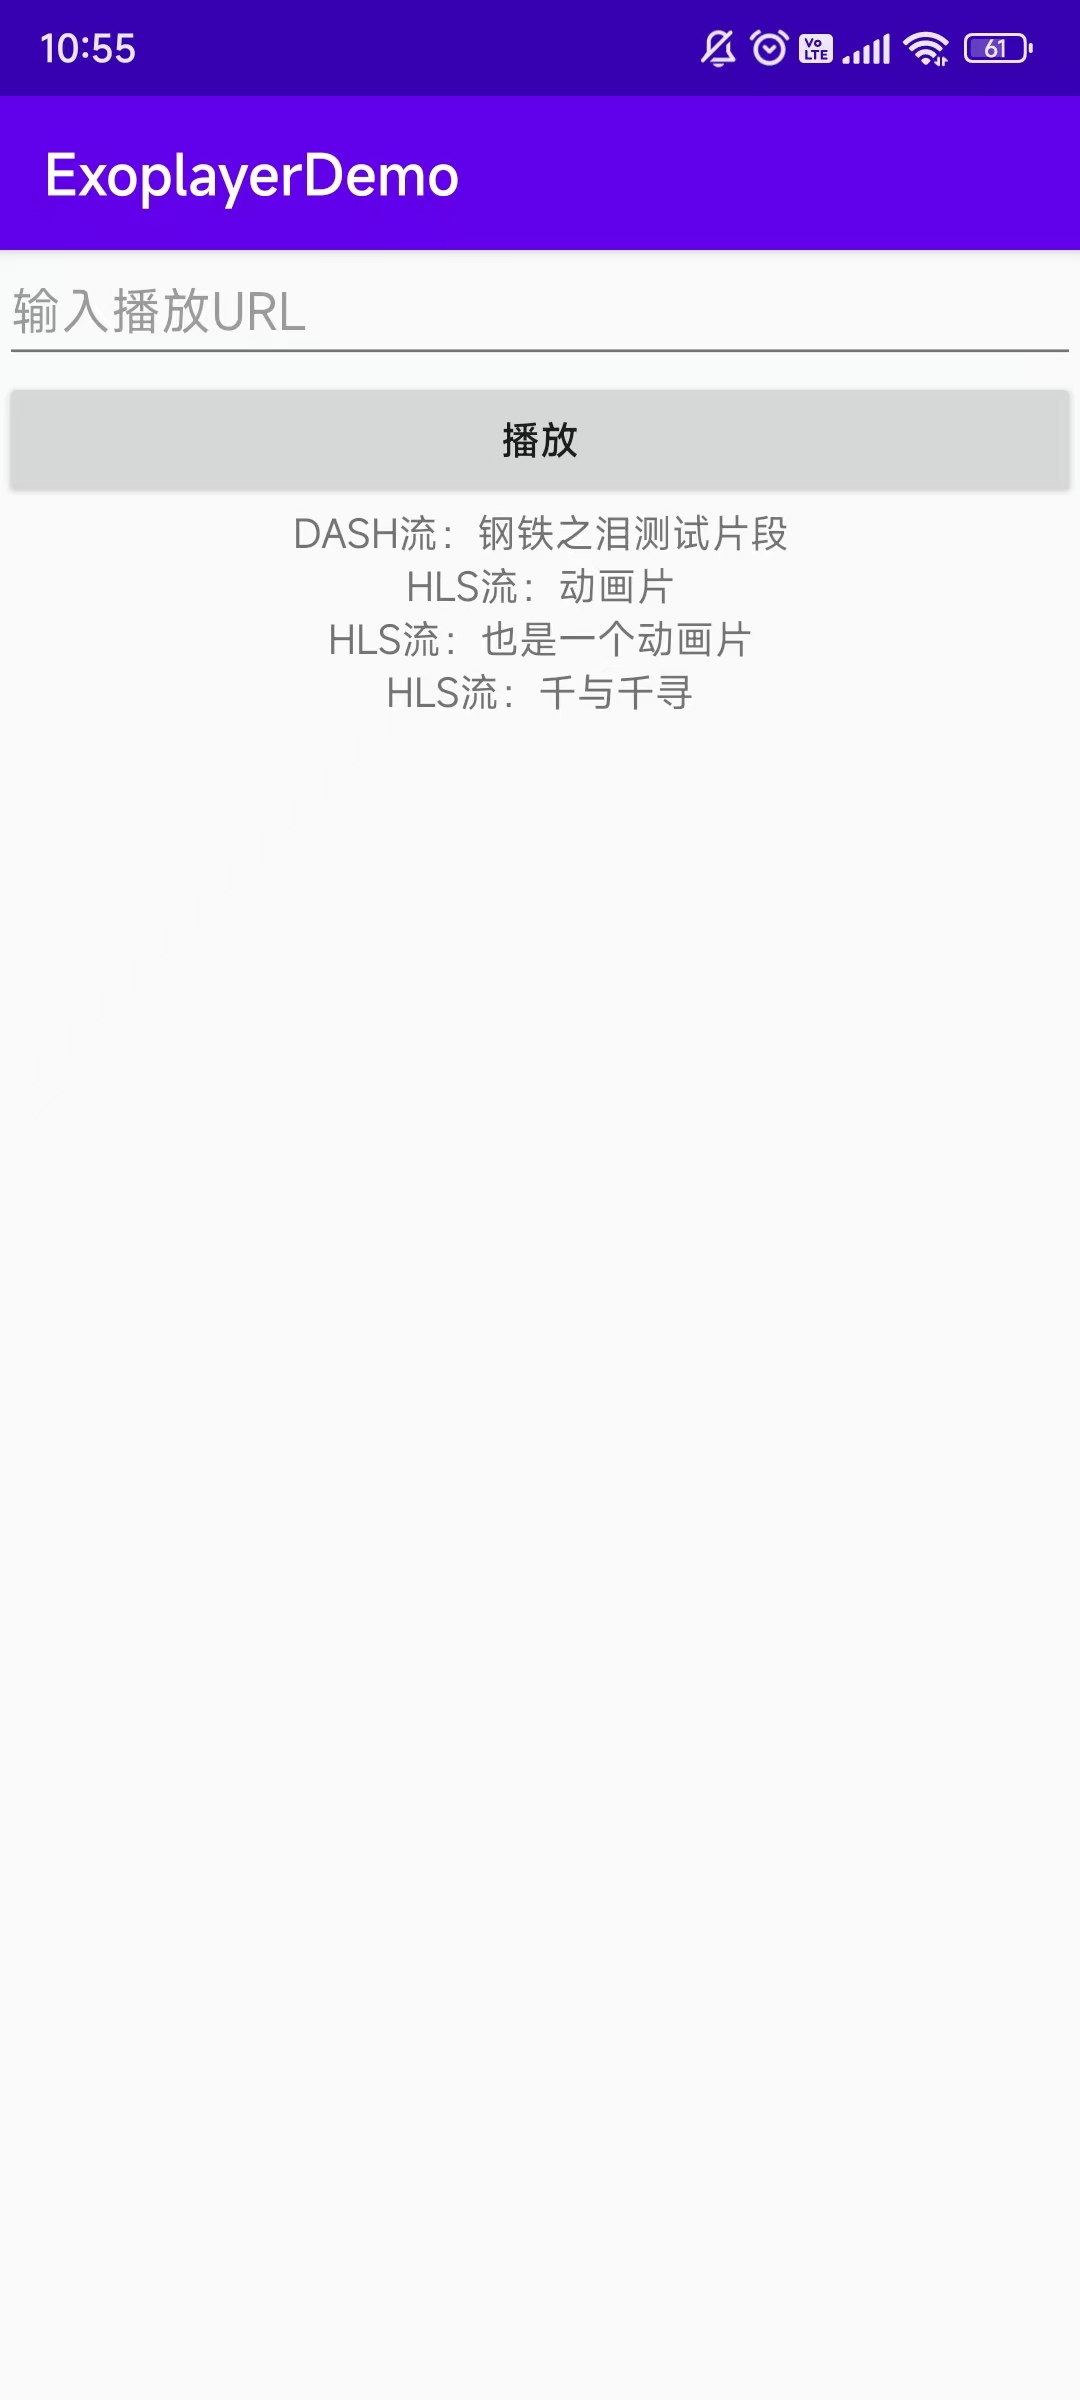 10:55
Vo LTE
61
ExoplayerDemo
输入播放URL
播放
DASH流：钢铁之泪测试片段
HLS流：动画片
HLS流：也是一个动画片
HLS流：千与千寻